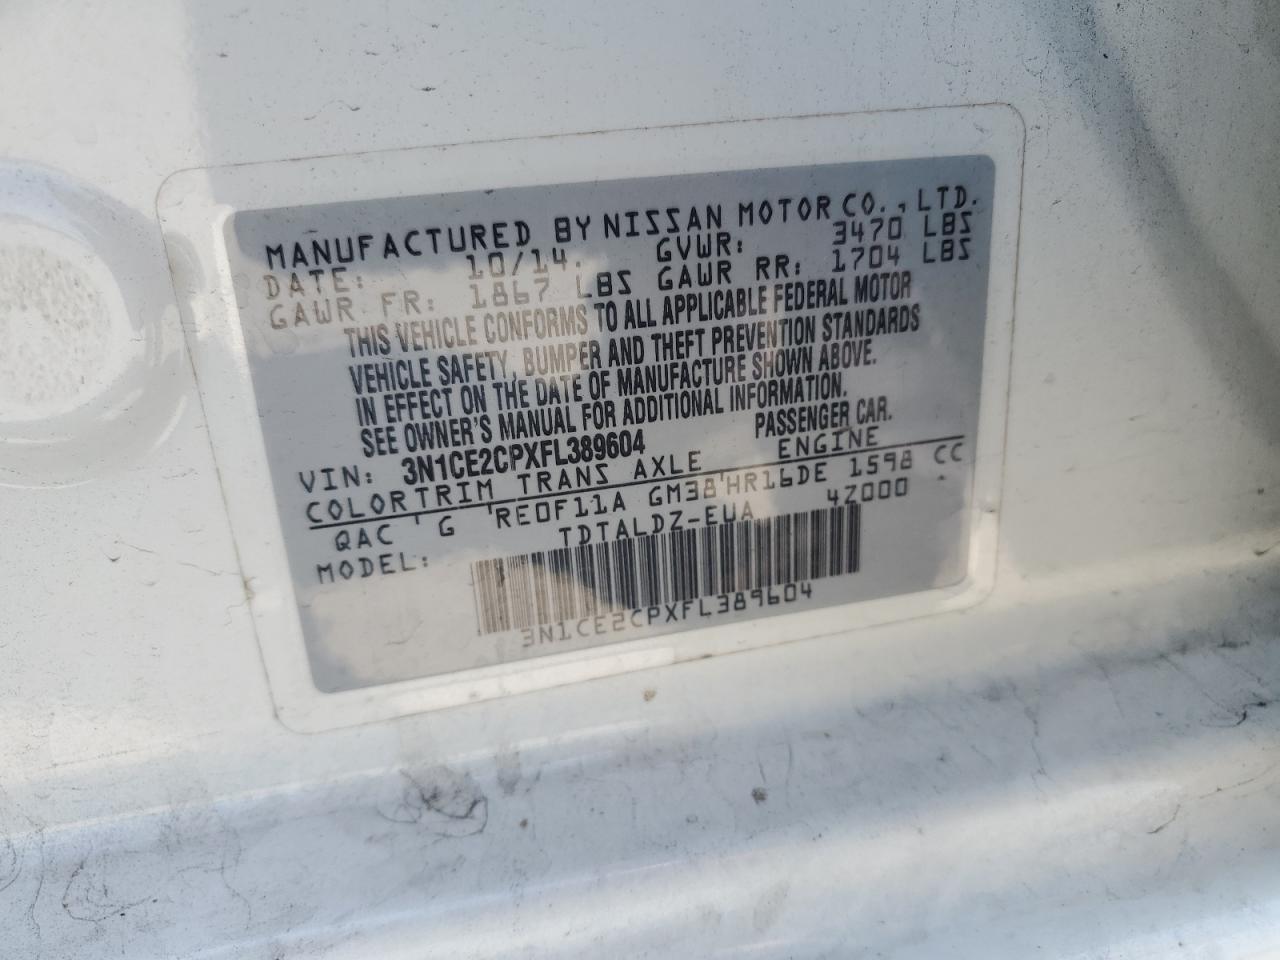 MANUFACTURED BY NISSAN MOTOR CO., LTD.
DATE: 10/14. GVWR: 3470 LBS
GAWR FR: 1867 LBS GAWR RR: 1704 LBS
THIS VEHICLE CONFORMS TO ALL APPLICABLE FEDERAL MOTOR
VEHICLE SAFETY, BUMPER AND THEFT PREVENTION STANDARDS
IN EFFECT ON THE DATE OF MANUFACTURE SHOWN ABOVE.
SEE OWNER'S MANUAL FOR ADDITIONAL INFORMATION.
VIN: 3N1CE2CPXFL389604 PASSENGER CAR.
COLOR TRIM TRANS AXLE ENGINE
QAC G RE0F11A GM38 HR16DE 1598 CC
MODEL: TDTALDZ-EUA 4Z000
3N1CE2CPXFL389604